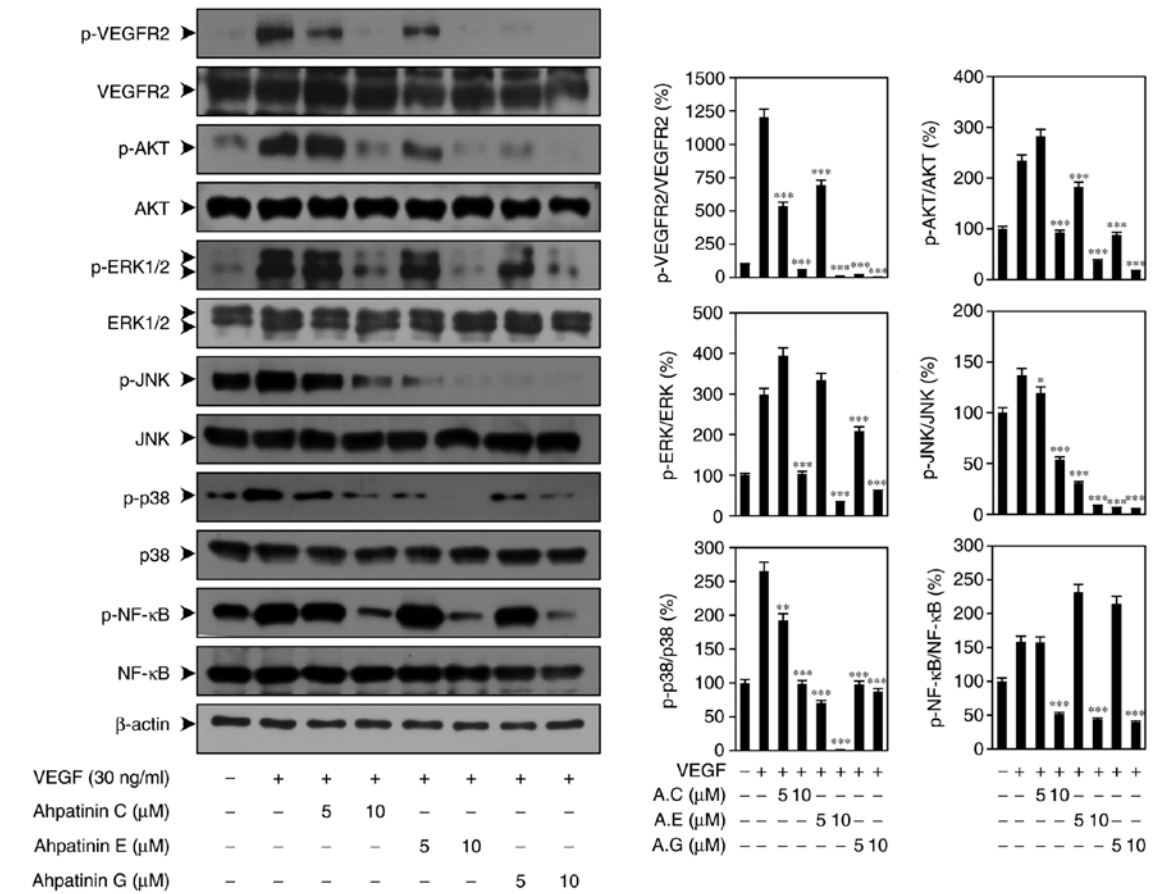 p-VEGFR2
VEGFR2
p-AKT
AKT
p-ERK1/2
ERK1/2
p-JNK
JNK
p-p38
p38
p-NF-κB
NF-κB
β-actin
VEGF (30 ng/ml) – + + + + + + +
Ahpatinin C (μM) – – 5 10 – – – –
Ahpatinin E (μM) – – – – 5 10 – –
Ahpatinin G (μM) – – – – – – 5 10
p-VEGFR2/VEGFR2 (%)
1500
1250
1000
750
500
250
0
*** *** *** *** *** ***
p-AKT/AKT (%)
400
300
200
100
0
*** *** *** *** ***
p-ERK/ERK (%)
500
400
300
200
100
0
*** *** *** ***
p-JNK/JNK (%)
200
150
100
50
0
* *** *** *** *** ***
p-p38/p38 (%)
300
250
200
150
100
50
0
** *** *** *** *** ***
p-NF-κB/NF-κB (%)
300
250
200
150
100
50
0
*** *** ***
VEGF – + + + + + + + – + + + + + + +
A.C (μM) – – 5 10 – – – – – – 5 10 – – – –
A.E (μM) – – – – 5 10 – – – – – – 5 10 – –
A.G (μM) – – – – – – 5 10 – – – – – – 5 10